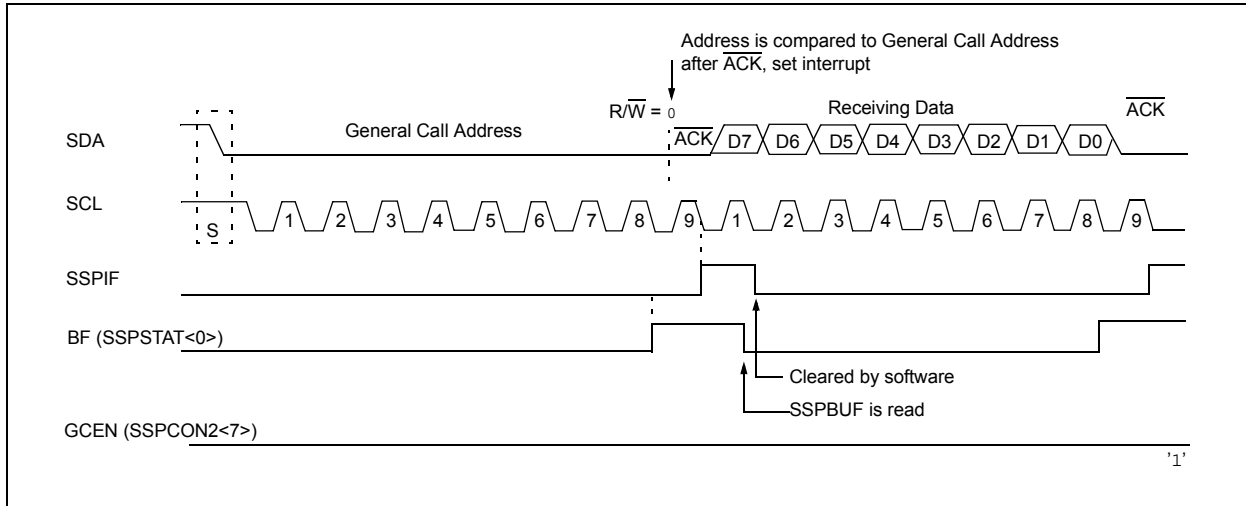 Address is compared to General Call Address
after ACK, set interrupt
R/W = 0
Receiving Data
ACK
SDA
General Call Address
ACK
D7 D6 D5 D4 D3 D2 D1 D0
SCL
S
1 2 3 4 5 6 7 8 9 1 2 3 4 5 6 7 8 9
SSPIF
BF (SSPSTAT<0>)
Cleared by software
SSPBUF is read
GCEN (SSPCON2<7>)
'1'